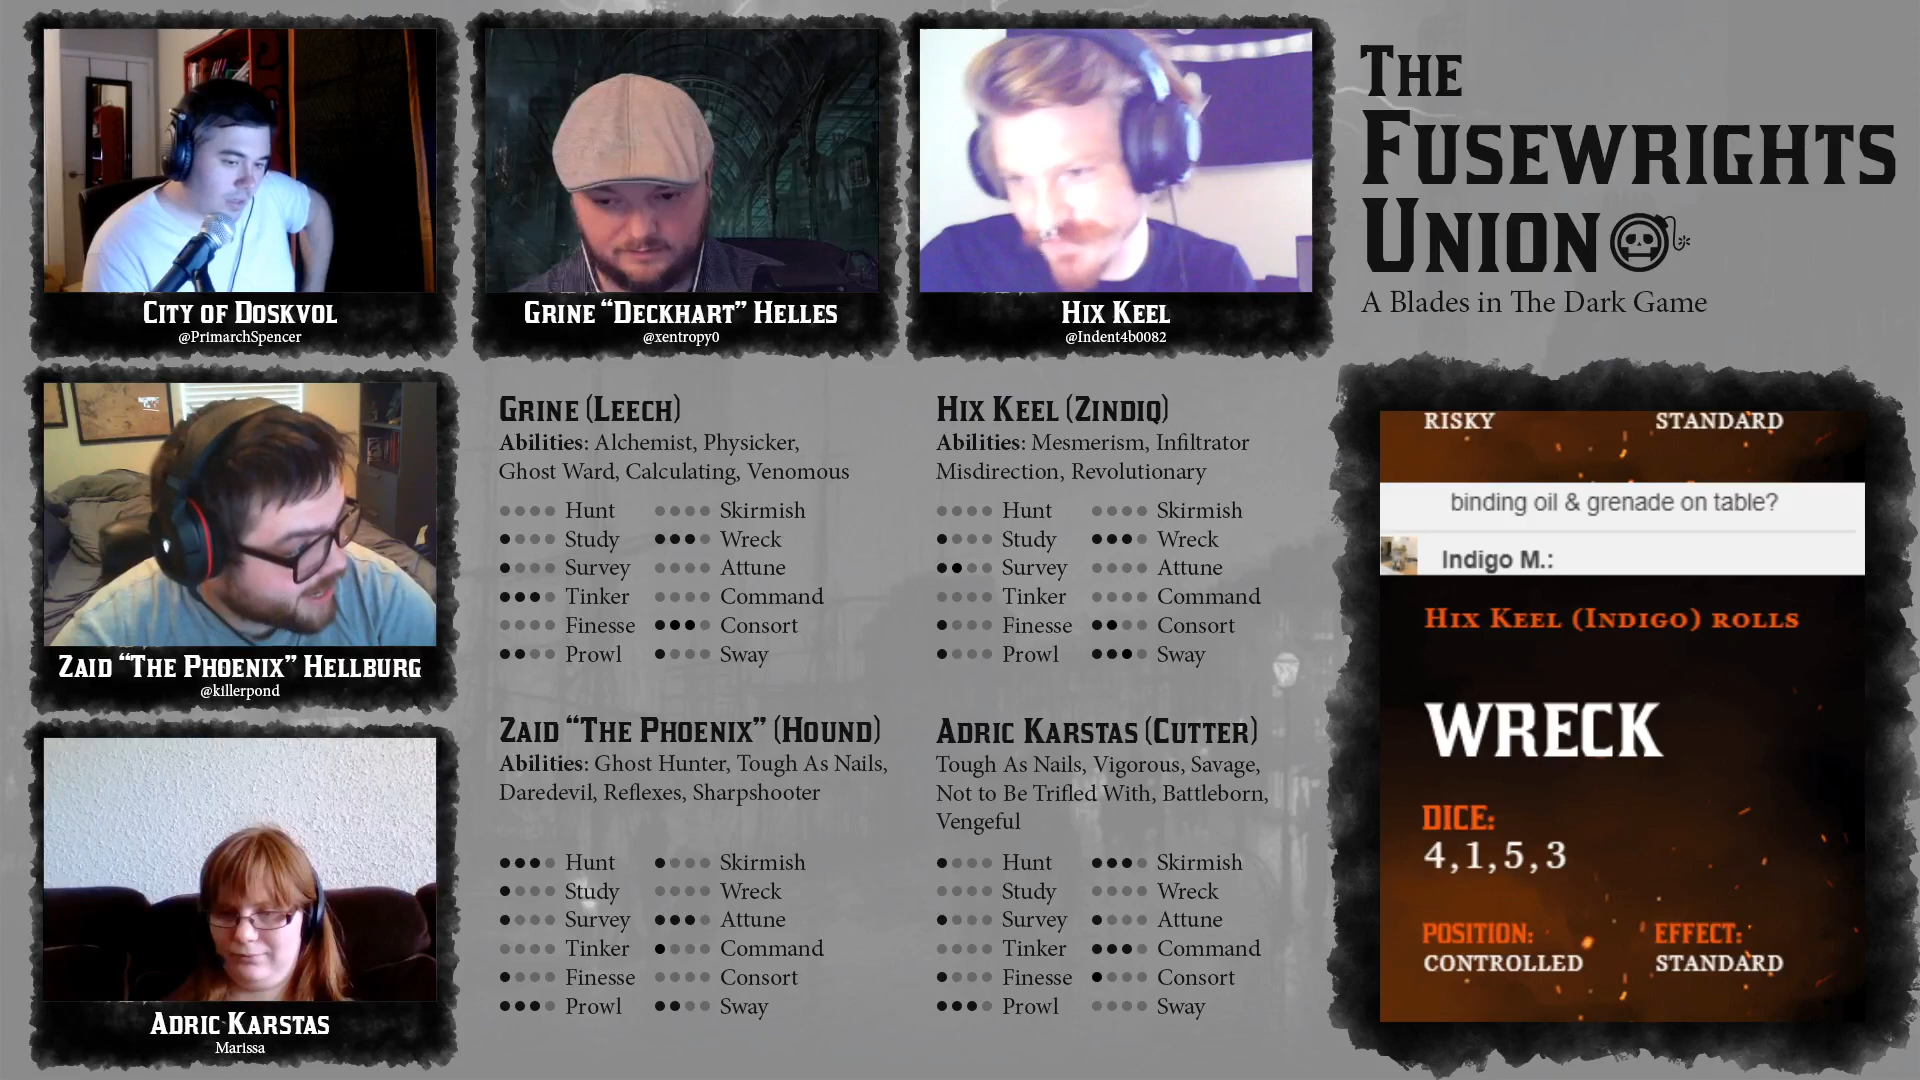 The
Fusewrights
Union
A Blades in The Dark Game
City of Doskvol
@PrimarchSpencer
Grine “Deckhart” Helles
@xentropy0
Hix Keel
@Indent4b0082
Zaid “The Phoenix” Hellburg
@killerpond
Adric Karstas
Marissa
Grine (Leech)
Abilities: Alchemist, Physicker,
Ghost Ward, Calculating, Venomous
Hunt Skirmish
Study Wreck
Survey Attune
Tinker Command
Finesse Consort
Prowl Sway
Hix Keel (Zindiq)
Abilities: Mesmerism, Infiltrator
Misdirection, Revolutionary
Hunt Skirmish
Study Wreck
Survey Attune
Tinker Command
Finesse Consort
Prowl Sway
Zaid “The Phoenix” (Hound)
Abilities: Ghost Hunter, Tough As Nails,
Daredevil, Reflexes, Sharpshooter
Hunt Skirmish
Study Wreck
Survey Attune
Tinker Command
Finesse Consort
Prowl Sway
Adric Karstas (Cutter)
Tough As Nails, Vigorous, Savage,
Not to Be Trifled With, Battleborn,
Vengeful
Hunt Skirmish
Study Wreck
Survey Attune
Tinker Command
Finesse Consort
Prowl Sway
RISKY STANDARD
binding oil & grenade on table?
Indigo M.:
Hix Keel (Indigo) rolls
WRECK
DICE:
4,1,5,3
POSITION: EFFECT:
CONTROLLED STANDARD